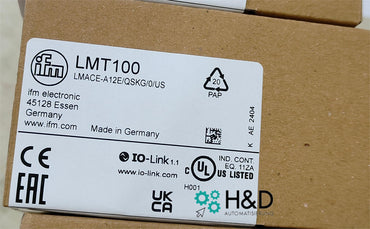 ifm
LMT100
LMACE-A12E/QSKG/0/US
ifm electronic
45128 Essen
Germany
www.ifm.com
Made in Germany
20
PAP
K AE 2404
CE
IO-Link 1.1
www.io-link.com
EAC
UL
C US LISTED
IND. CONT.
EQ. 11ZA
H001
UK
CA
H&D